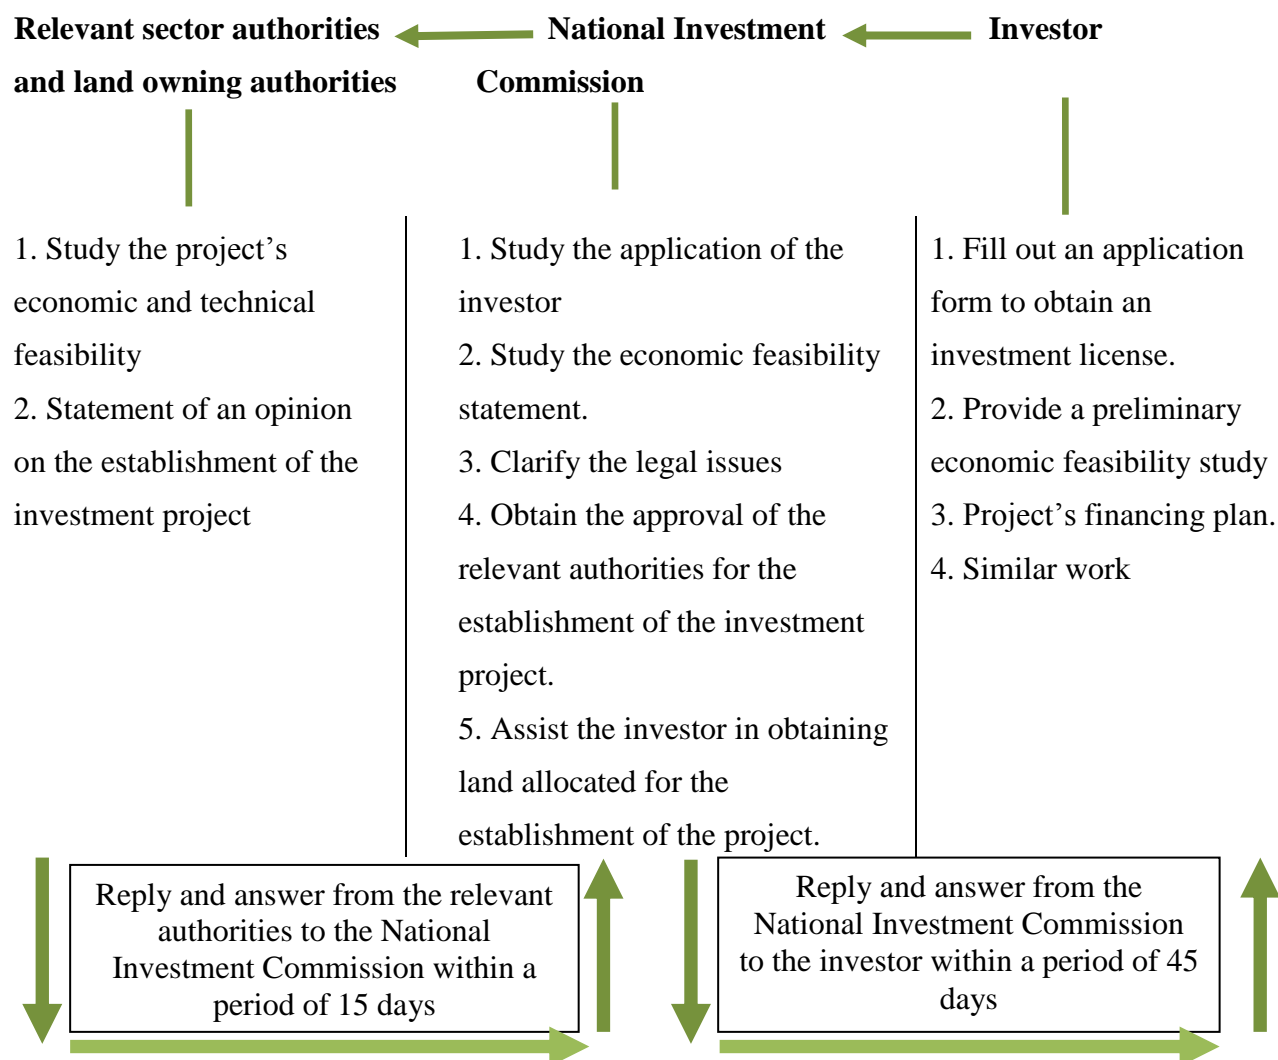 Relevant sector authorities
and land owning authorities
National Investment
Commission
Investor
1. Study the project’s
economic and technical
feasibility
2. Statement of an opinion
on the establishment of the
investment project
1. Study the application of the
investor
2. Study the economic feasibility
statement.
3. Clarify the legal issues
4. Obtain the approval of the
relevant authorities for the
establishment of the investment
project.
5. Assist the investor in obtaining
land allocated for the
establishment of the project.
1. Fill out an application
form to obtain an
investment license.
2. Provide a preliminary
economic feasibility study
3. Project’s financing plan.
4. Similar work
Reply and answer from the relevant
authorities to the National
Investment Commission within a
period of 15 days
Reply and answer from the
National Investment Commission
to the investor within a period of 45
days